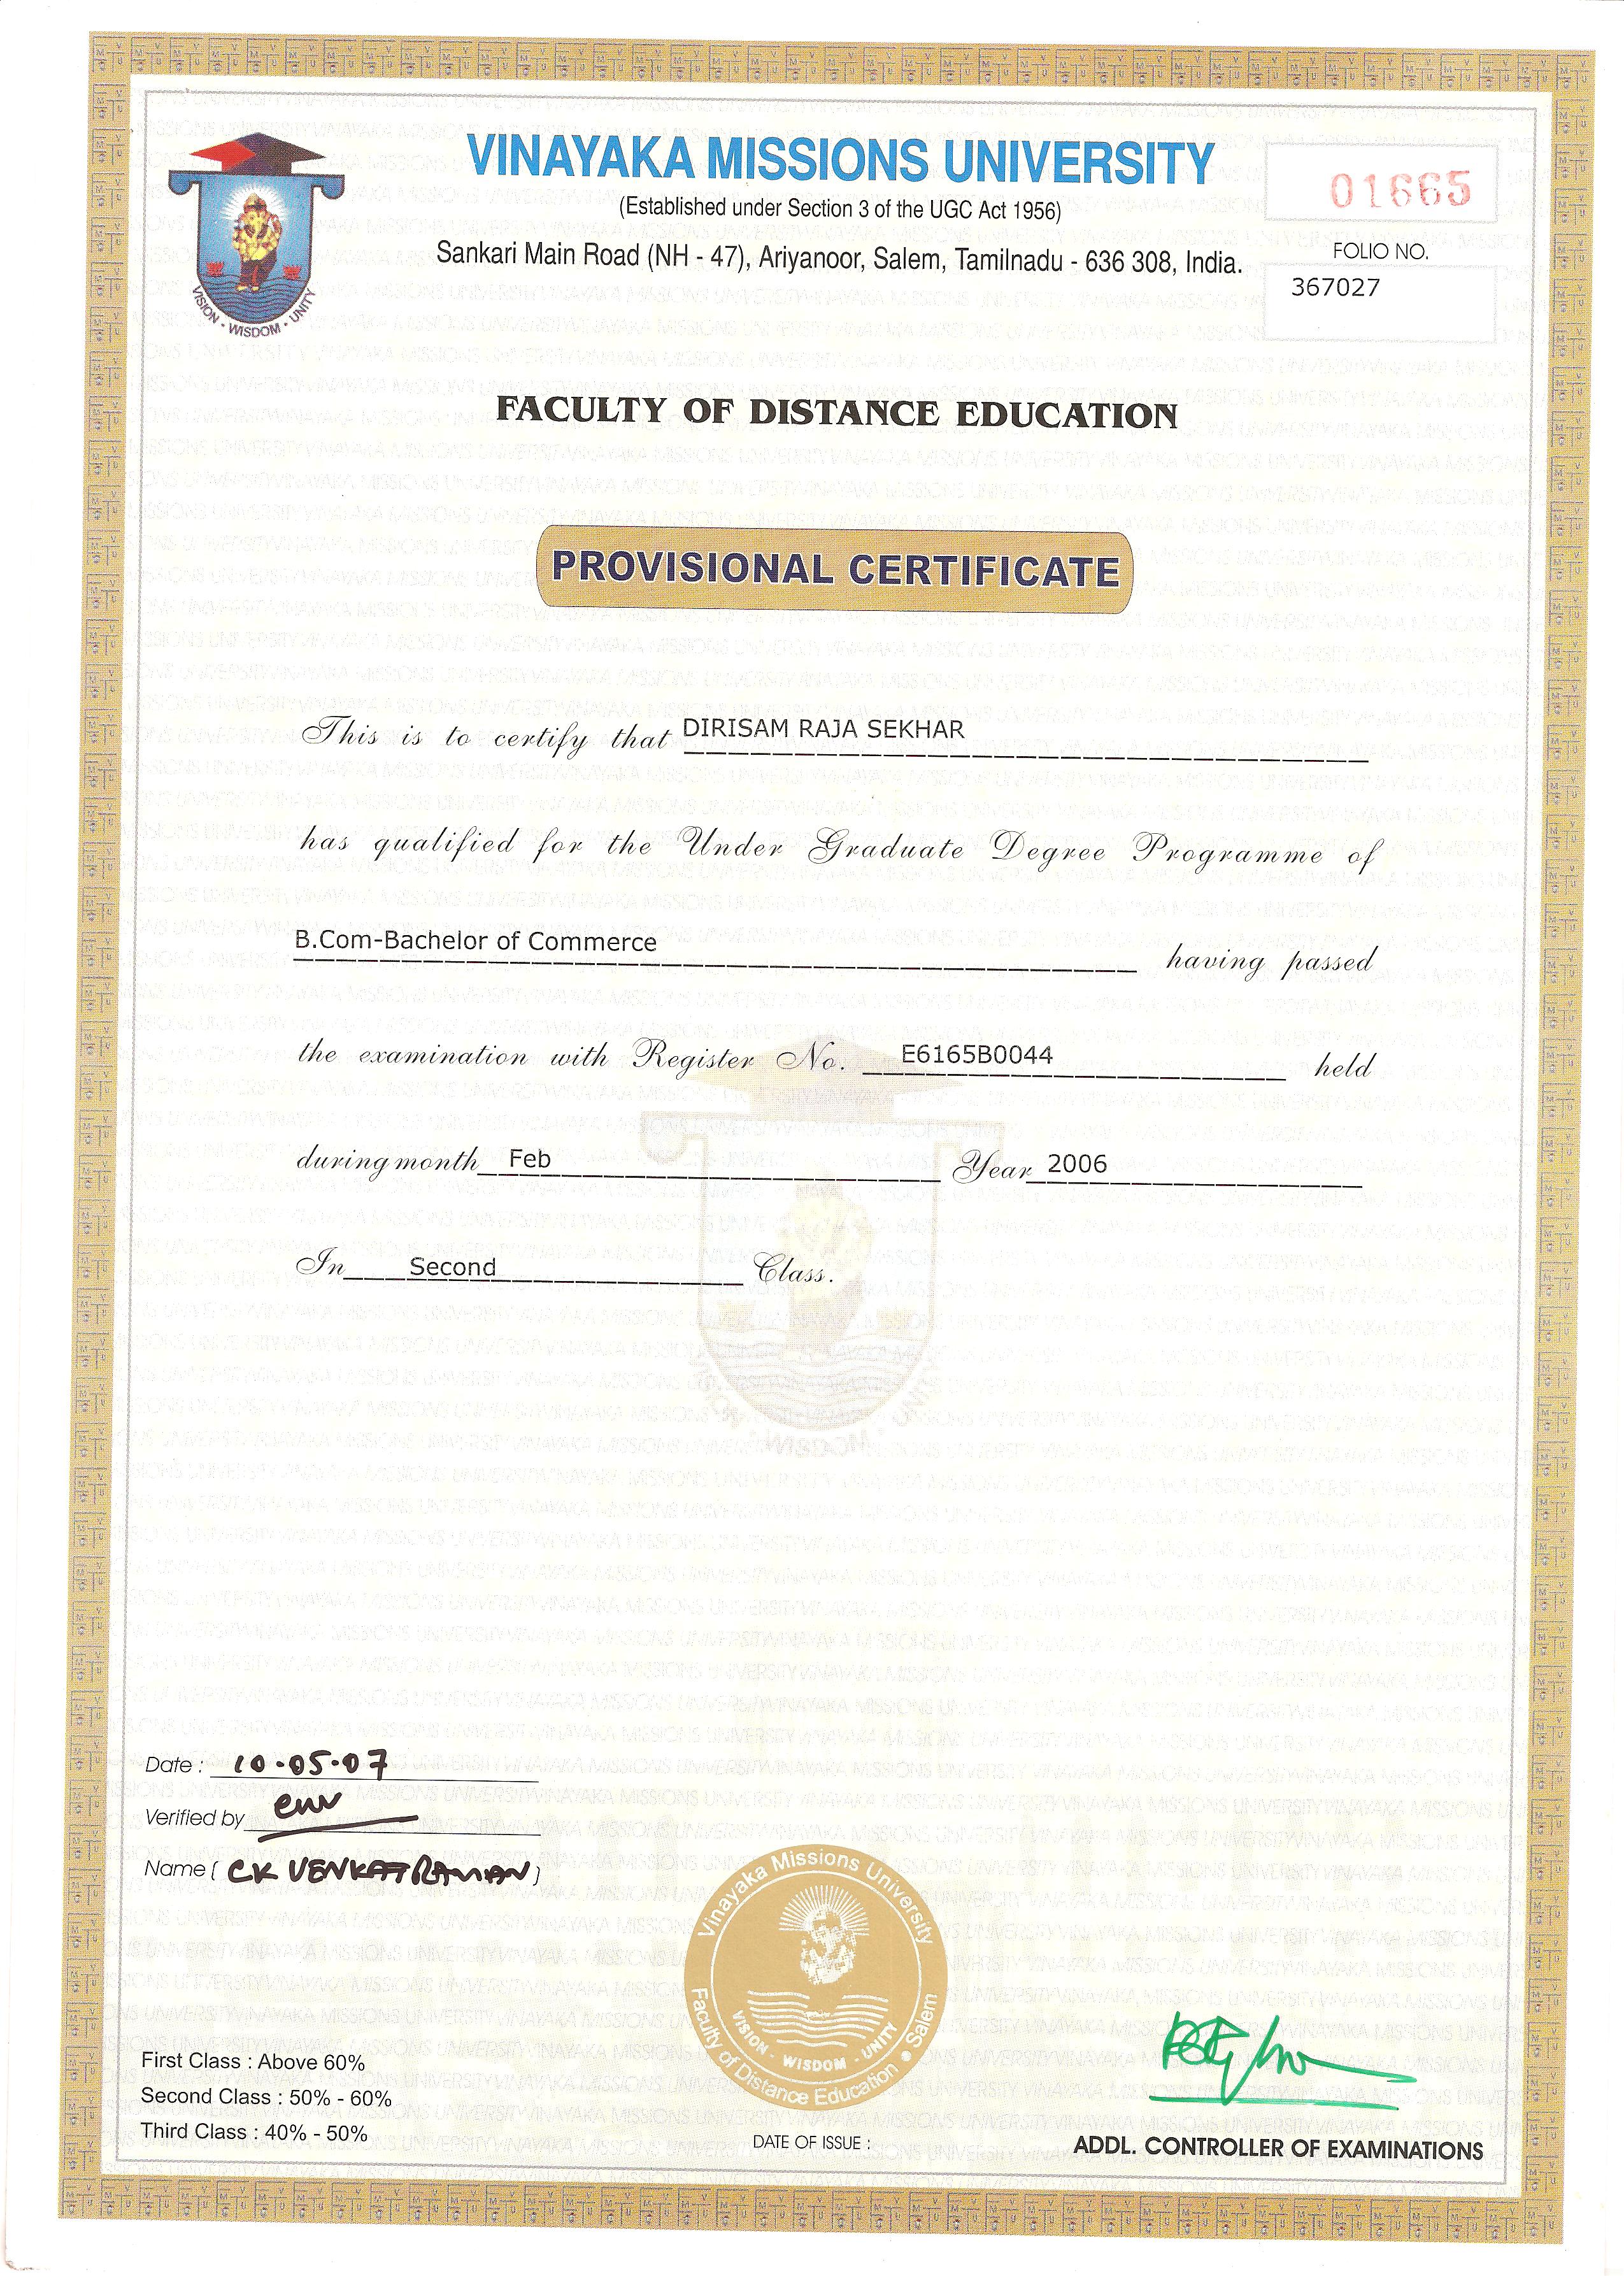 VINAYAKA MISSIONS UNIVERSITY
(Established under Section 3 of the UGC Act 1956)
Sankari Main Road (NH - 47), Ariyanoor, Salem, Tamilnadu - 636 308, India.
01665
FOLIO NO.
367027
VISION - WISDOM - UNITY
FACULTY OF DISTANCE EDUCATION
PROVISIONAL CERTIFICATE
This is to certify that DIRISAM RAJA SEKHAR
has qualified for the Under Graduate Degree Programme of
B.Com-Bachelor of Commerce having passed
the examination with Register No. E6165B0044 held
during month Feb Year 2006
In Second Class.
Date : 10.05.07
Verified by
Name ( CK VENKATRAMAN )
Vinayaka Missions University
Faculty of Distance Education • Salem
VISION - WISDOM - UNITY
First Class : Above 60%
Second Class : 50% - 60%
Third Class : 40% - 50%
DATE OF ISSUE :
ADDL. CONTROLLER OF EXAMINATIONS